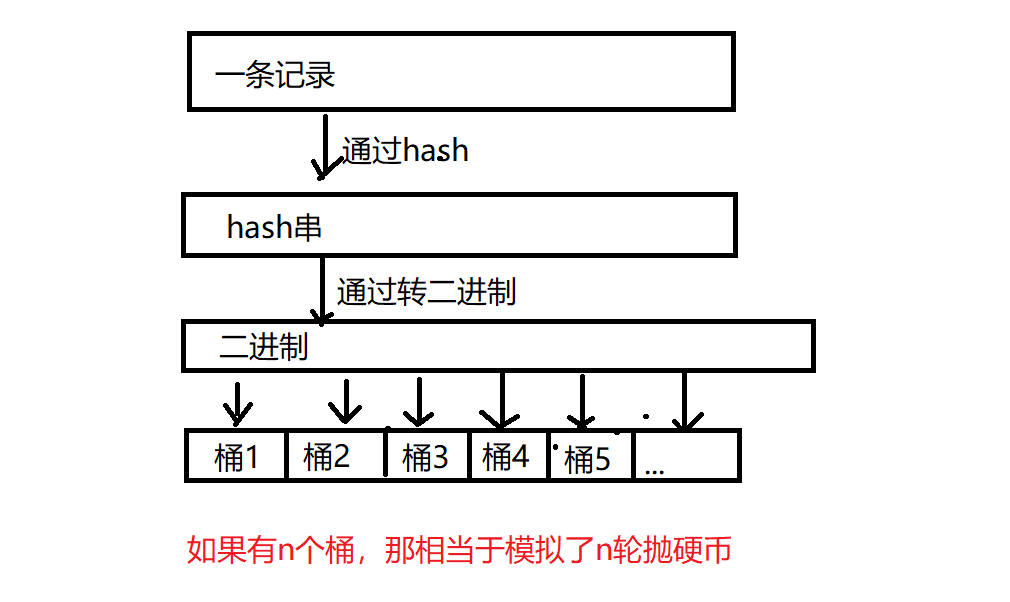 一条记录
通过hash
hash串
通过转二进制
二进制
桶1 桶2 桶3 桶4 桶5 ...
如果有n个桶，那相当于模拟了n轮抛硬币